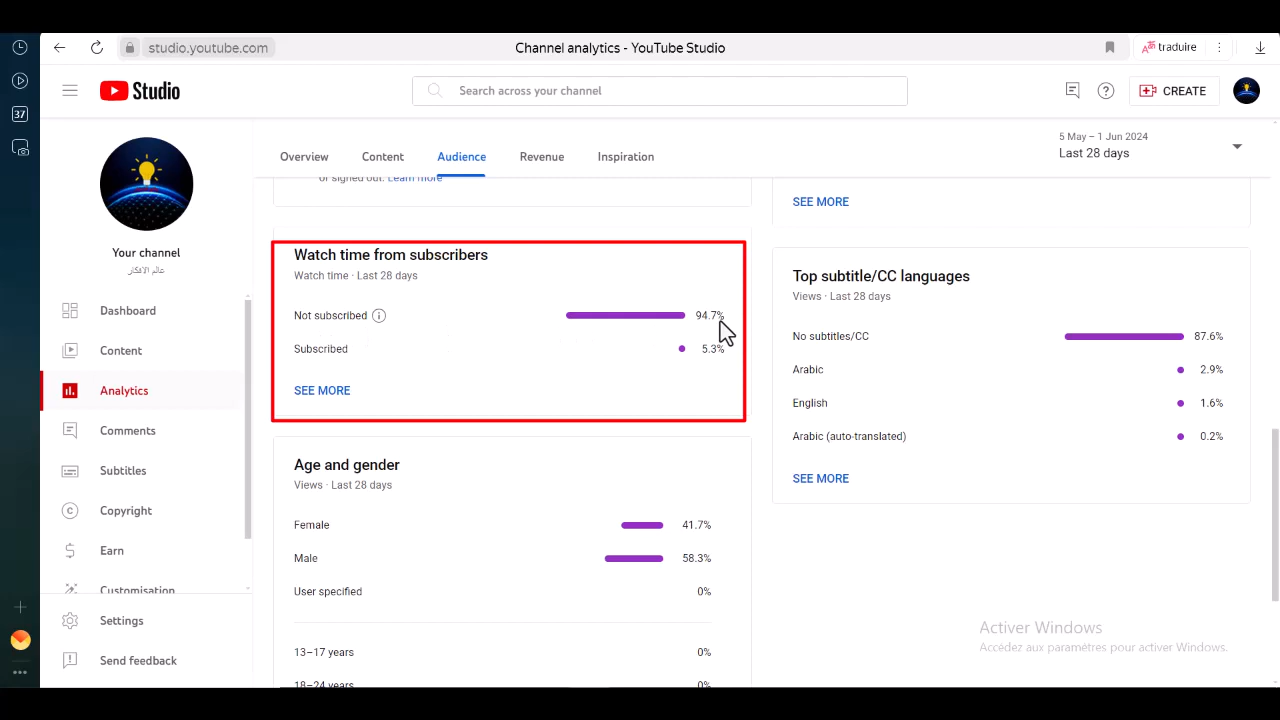 studio.youtube.com
Channel analytics - YouTube Studio
traduire
37
Studio
Search across your channel
CREATE
Your channel
عالم الافكار
Dashboard
Content
Analytics
Comments
Subtitles
Copyright
Earn
Customisation
Settings
Send feedback
Overview
Content
Audience
Revenue
Inspiration
5 May – 1 Jun 2024
Last 28 days
or signed out. Learn more
Watch time from subscribers
Watch time · Last 28 days
Not subscribed 94.7%
Subscribed 5.3%
SEE MORE
Age and gender
Views · Last 28 days
Female 41.7%
Male 58.3%
User specified 0%
13–17 years 0%
18–24 years 0%
SEE MORE
Top subtitle/CC languages
Views · Last 28 days
No subtitles/CC 87.6%
Arabic 2.9%
English 1.6%
Arabic (auto-translated) 0.2%
SEE MORE
Activer Windows
Accédez aux paramètres pour activer Windows.